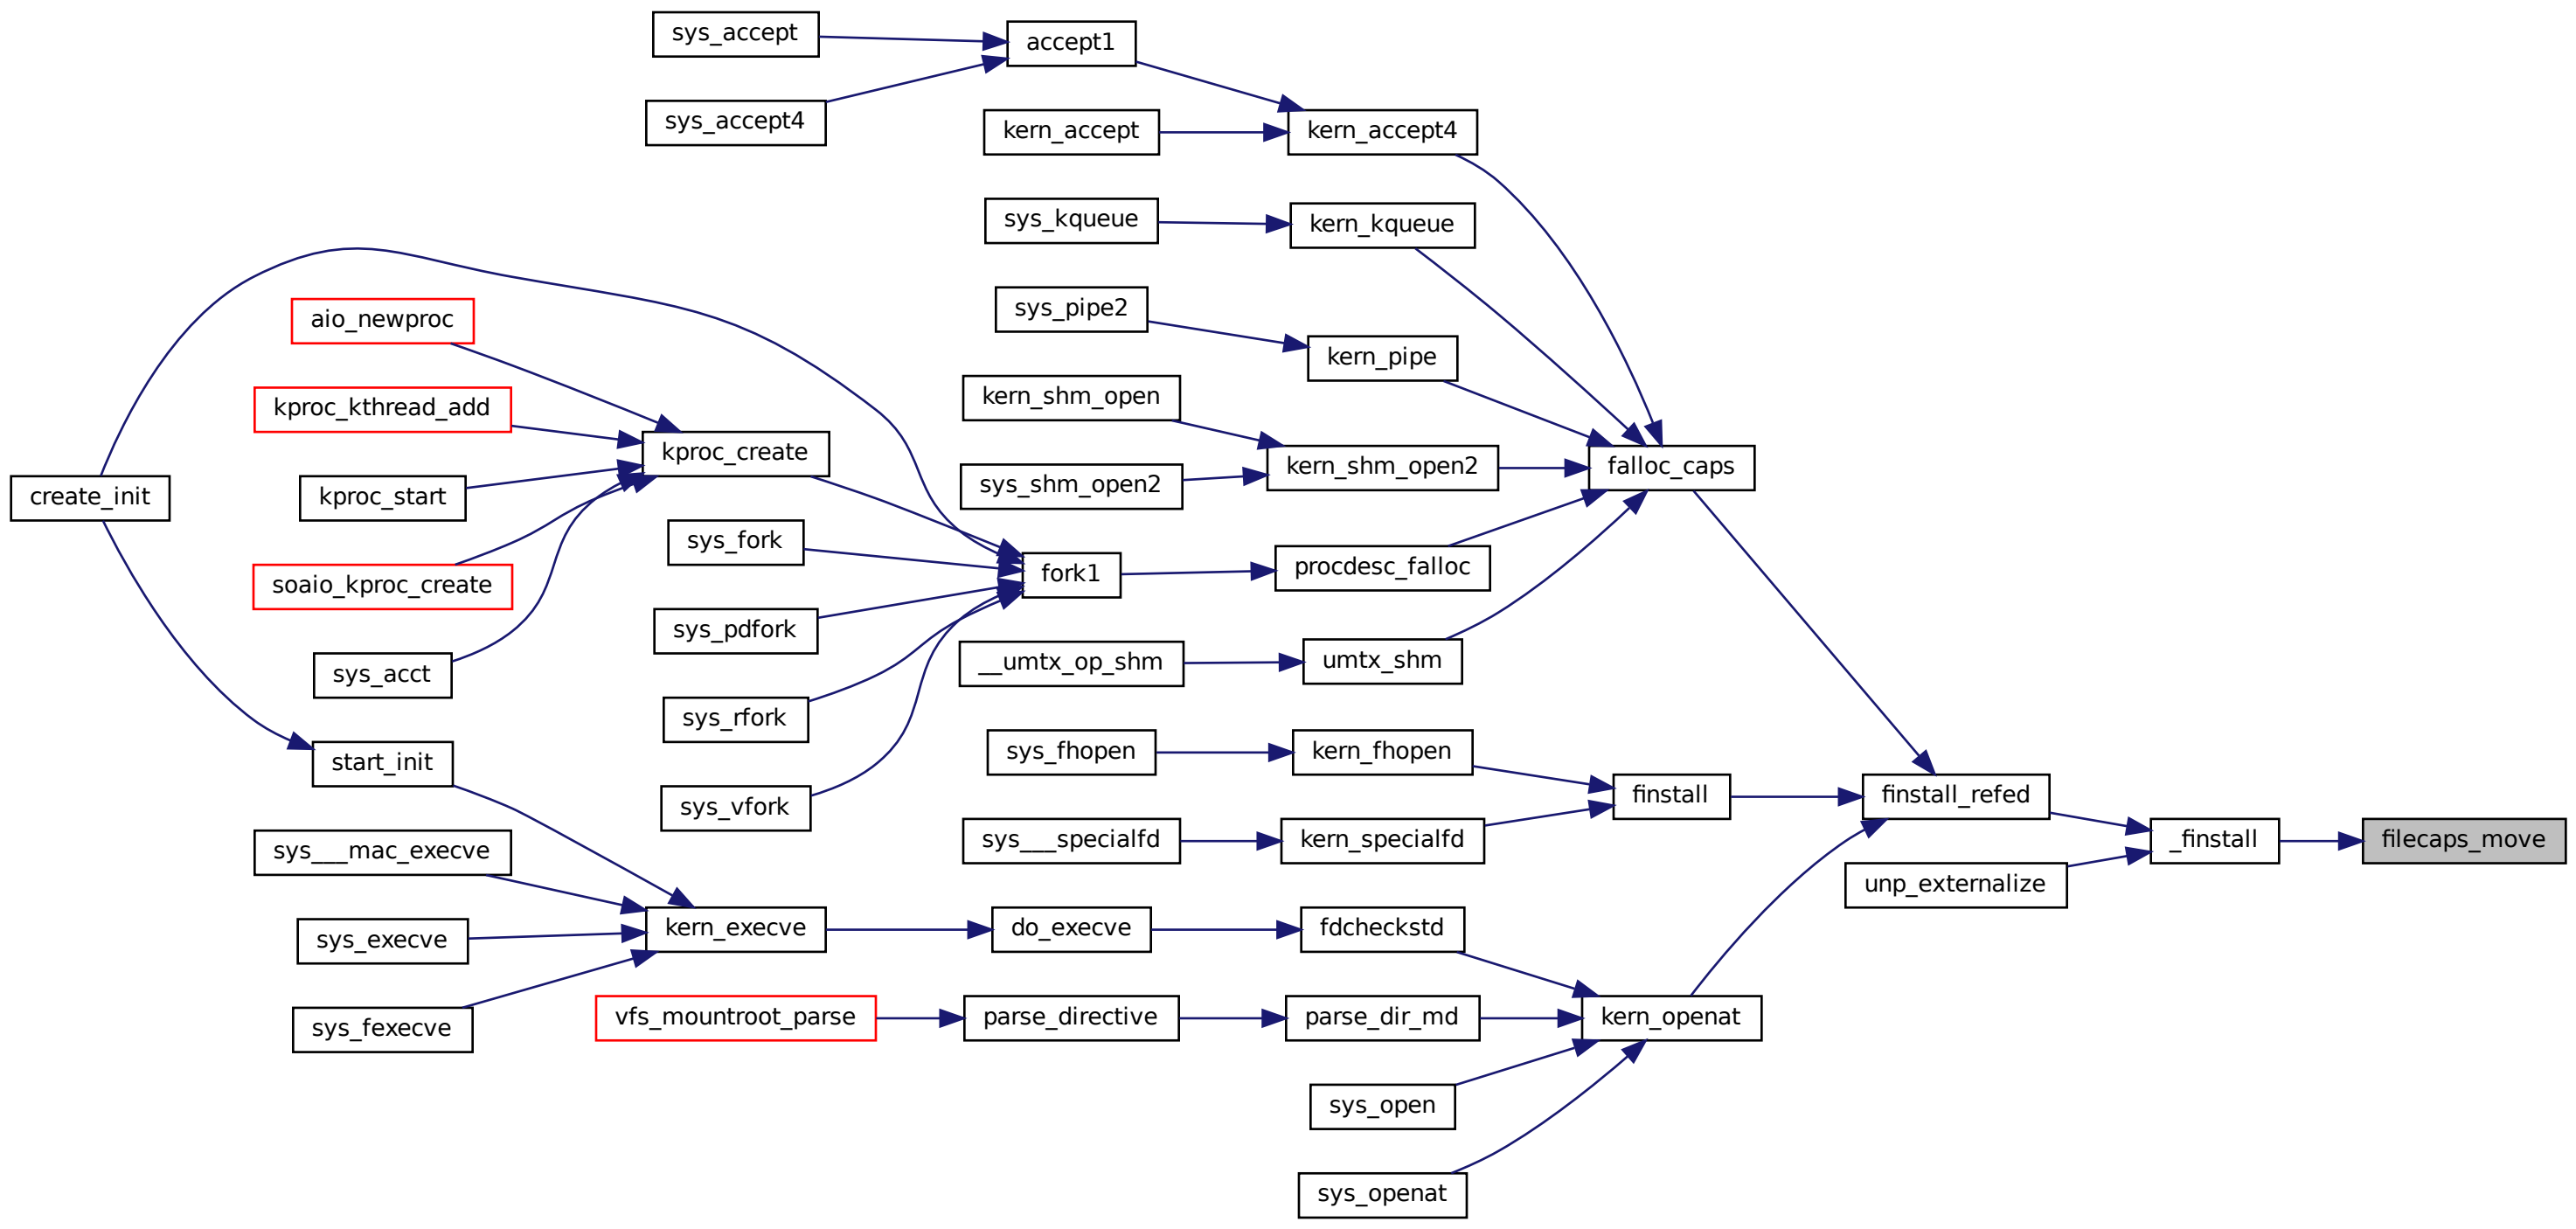 sys_accept
accept1
sys_accept4
kern_accept
kern_accept4
sys_kqueue
kern_kqueue
sys_pipe2
aio_newproc
kern_pipe
kern_shm_open
kproc_kthread_add
kproc_create
kern_shm_open2
falloc_caps
sys_shm_open2
create_init
kproc_start
sys_fork
procdesc_falloc
fork1
soaio_kproc_create
sys_pdfork
__umtx_op_shm
umtx_shm
sys_acct
sys_rfork
sys_fhopen
kern_fhopen
start_init
finstall
finstall_refed
sys_vfork
sys___specialfd
kern_specialfd
_finstall
filecaps_move
sys___mac_execve
unp_externalize
kern_execve
do_execve
fdcheckstd
sys_execve
vfs_mountroot_parse
parse_directive
parse_dir_md
kern_openat
sys_fexecve
sys_open
sys_openat